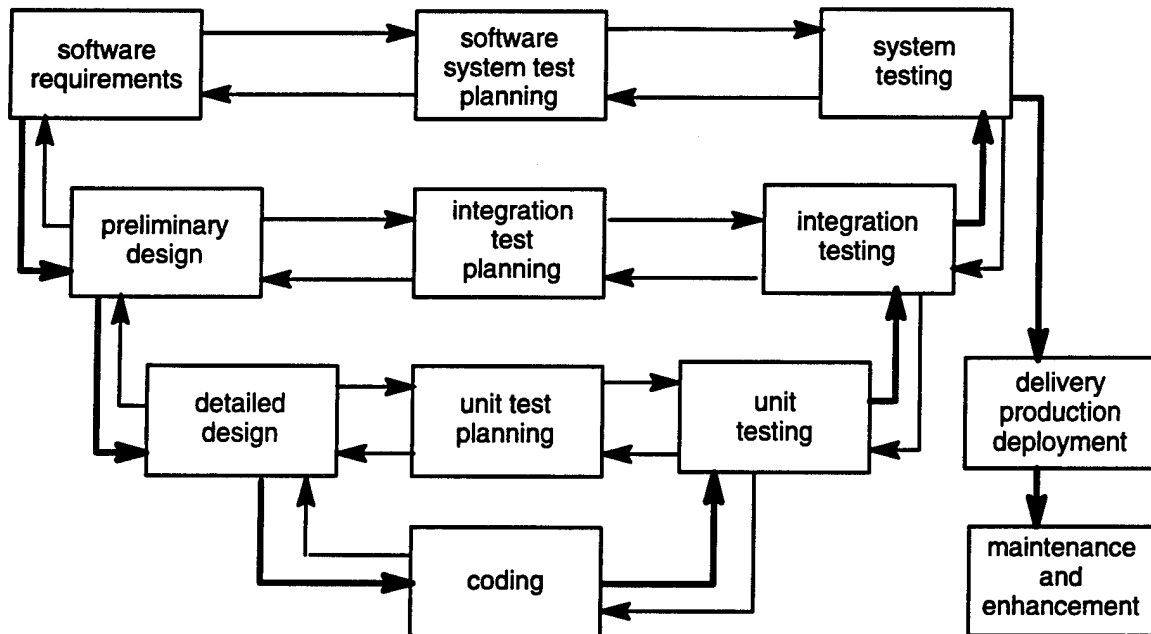 software
requirements
software
system test
planning
system
testing
preliminary
design
integration
test
planning
integration
testing
detailed
design
unit test
planning
unit
testing
delivery
production
deployment
coding
maintenance
and
enhancement